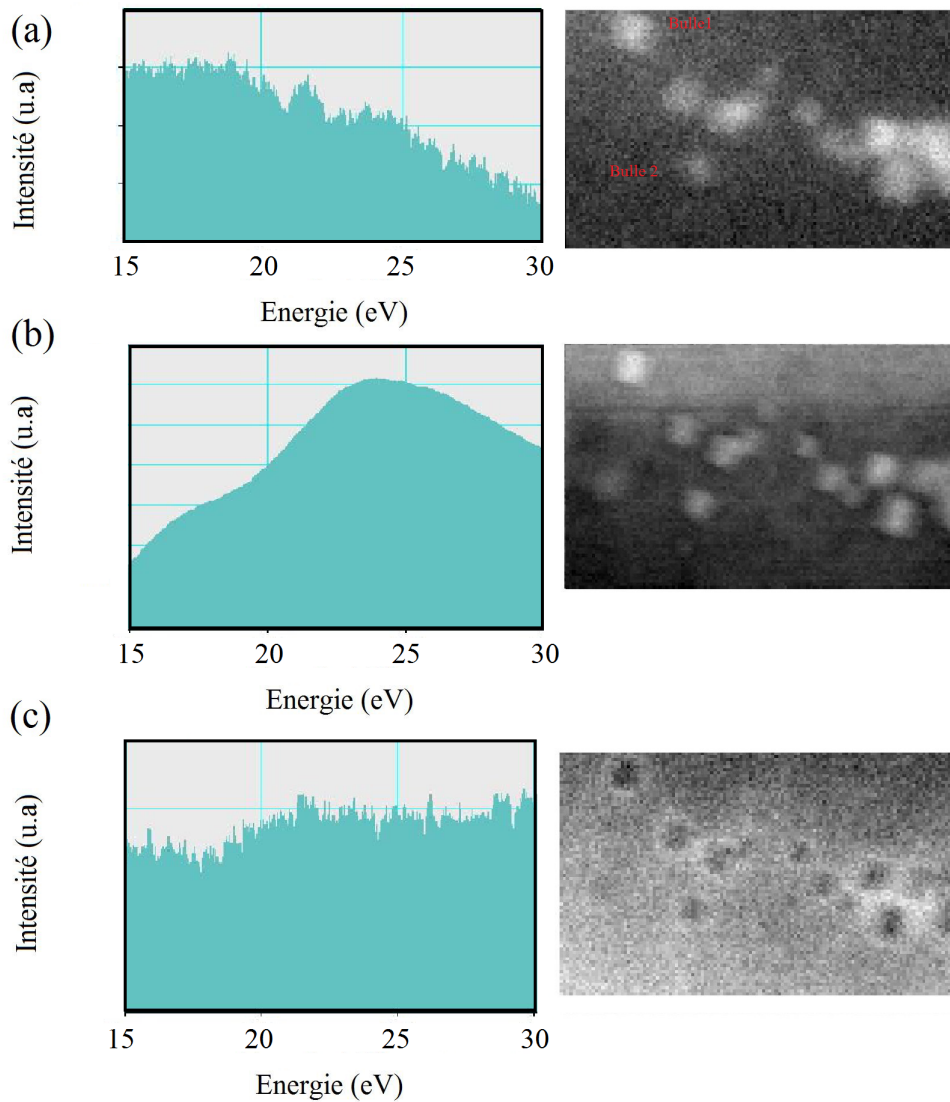 (a)
Intensité (u.a)
15 20 25 30
Energie (eV)
Bulle1
Bulle 2
(b)
Intensité (u.a)
15 20 25 30
Energie (eV)
(c)
Intensité (u.a)
15 20 25 30
Energie (eV)